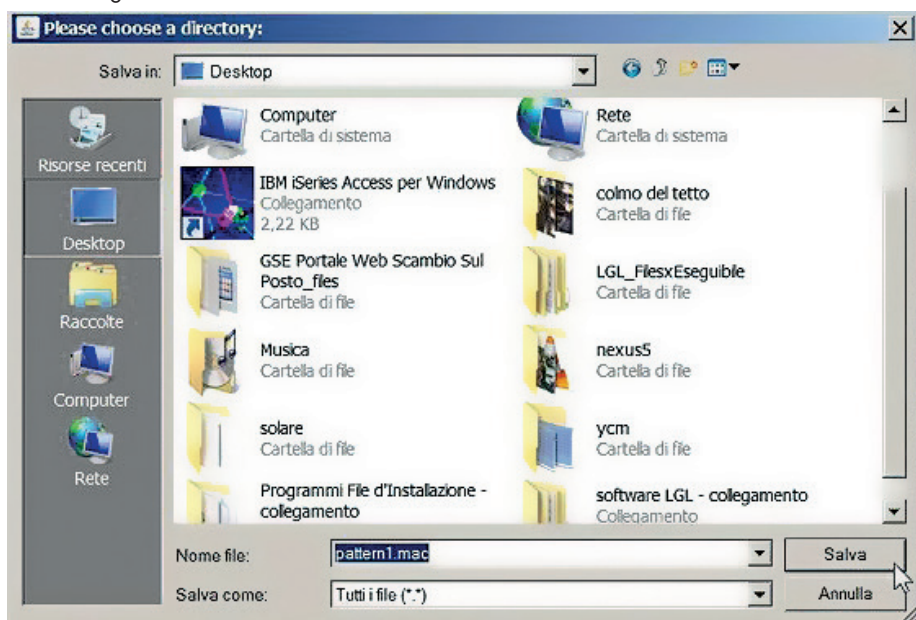 Please choose a directory:
Salva in:
Desktop
Risorse recenti
Desktop
Raccolte
Computer
Rete
Computer
Cartella di sistema
Rete
Cartella di sistema
IBM iSeries Access per Windows
Collegamento
2,22 KB
colmo del tetto
Cartella di file
GSE Portale Web Scambio Sul
Posto_files
Cartella di file
LGL_FilesxEseguibile
Cartella di file
Musica
Cartella di file
nexus5
Cartella di file
solare
Cartella di file
ycm
Cartella di file
Programmi File d'Installazione -
collegamento
software LGL - collegamento
Collegamento
Nome file:
pattern1.mac
Salva
Salva come:
Tutti i file (*.*)
Annulla